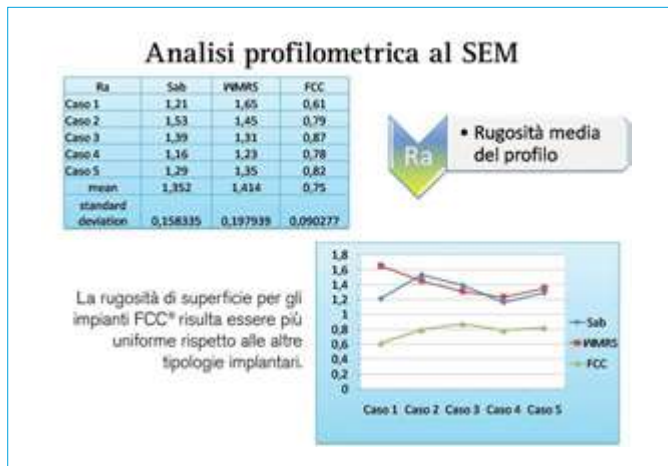 Analisi profilometrica al SEM
Ra Sab WMRS FCC
Caso 1 1,21 1,65 0,61
Caso 2 1,53 1,45 0,79
Caso 3 1,39 1,31 0,87
Caso 4 1,16 1,23 0,78
Caso 5 1,29 1,35 0,82
mean 1,352 1,414 0,75
standard
deviation 0,158335 0,197939 0,090277
Ra
• Rugosità media
del profilo
La rugosità di superficie per gli
impianti FCC® risulta essere più
uniforme rispetto alle altre
tipologie implantari.
1,8
1,6
1,4
1,2
1
0,8
0,6
0,4
0,2
0
Caso 1 Caso 2 Caso 3 Caso 4 Caso 5
Sab
WMRS
FCC